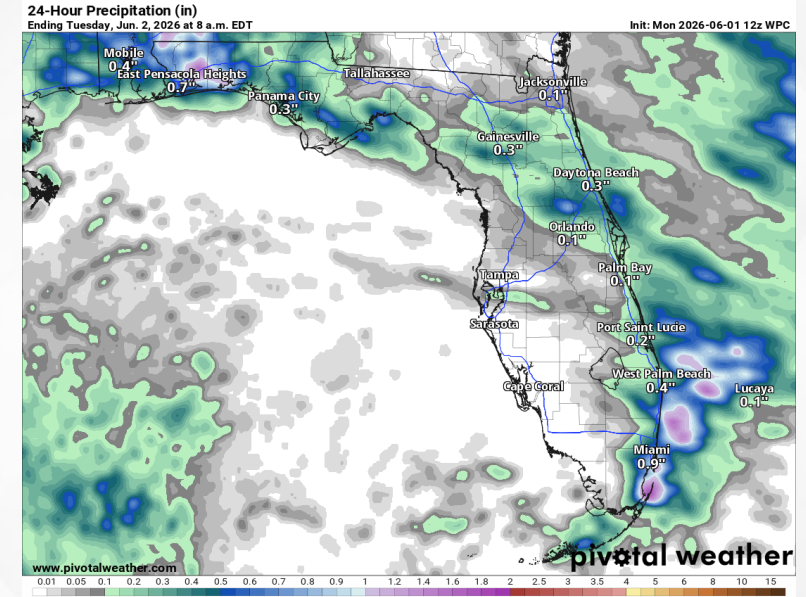 24-Hour Precipitation (in)
Ending Tuesday, Jun. 2, 2026 at 8 a.m. EDT
Init: Mon 2026-06-01 12z WPC
Mobile
0.4"
East Pensacola Heights
0.7"
Tallahassee
Panama City
0.3"
Jacksonville
0.1"
Gainesville
0.3"
Daytona Beach
0.3"
Orlando
0.1"
Tampa
Palm Bay
0.1"
Sarasota
Port Saint Lucie
0.2"
West Palm Beach
0.4"
Cape Coral
Lucaya
0.1"
Miami
0.9"
www.pivotalweather.com
pivotal weather
0.01 0.05 0.1 0.2 0.3 0.4 0.5 0.6 0.7 0.8 0.9 1 1.2 1.4 1.6 1.8 2 2.5 3 3.5 4 5 6 8 10 15